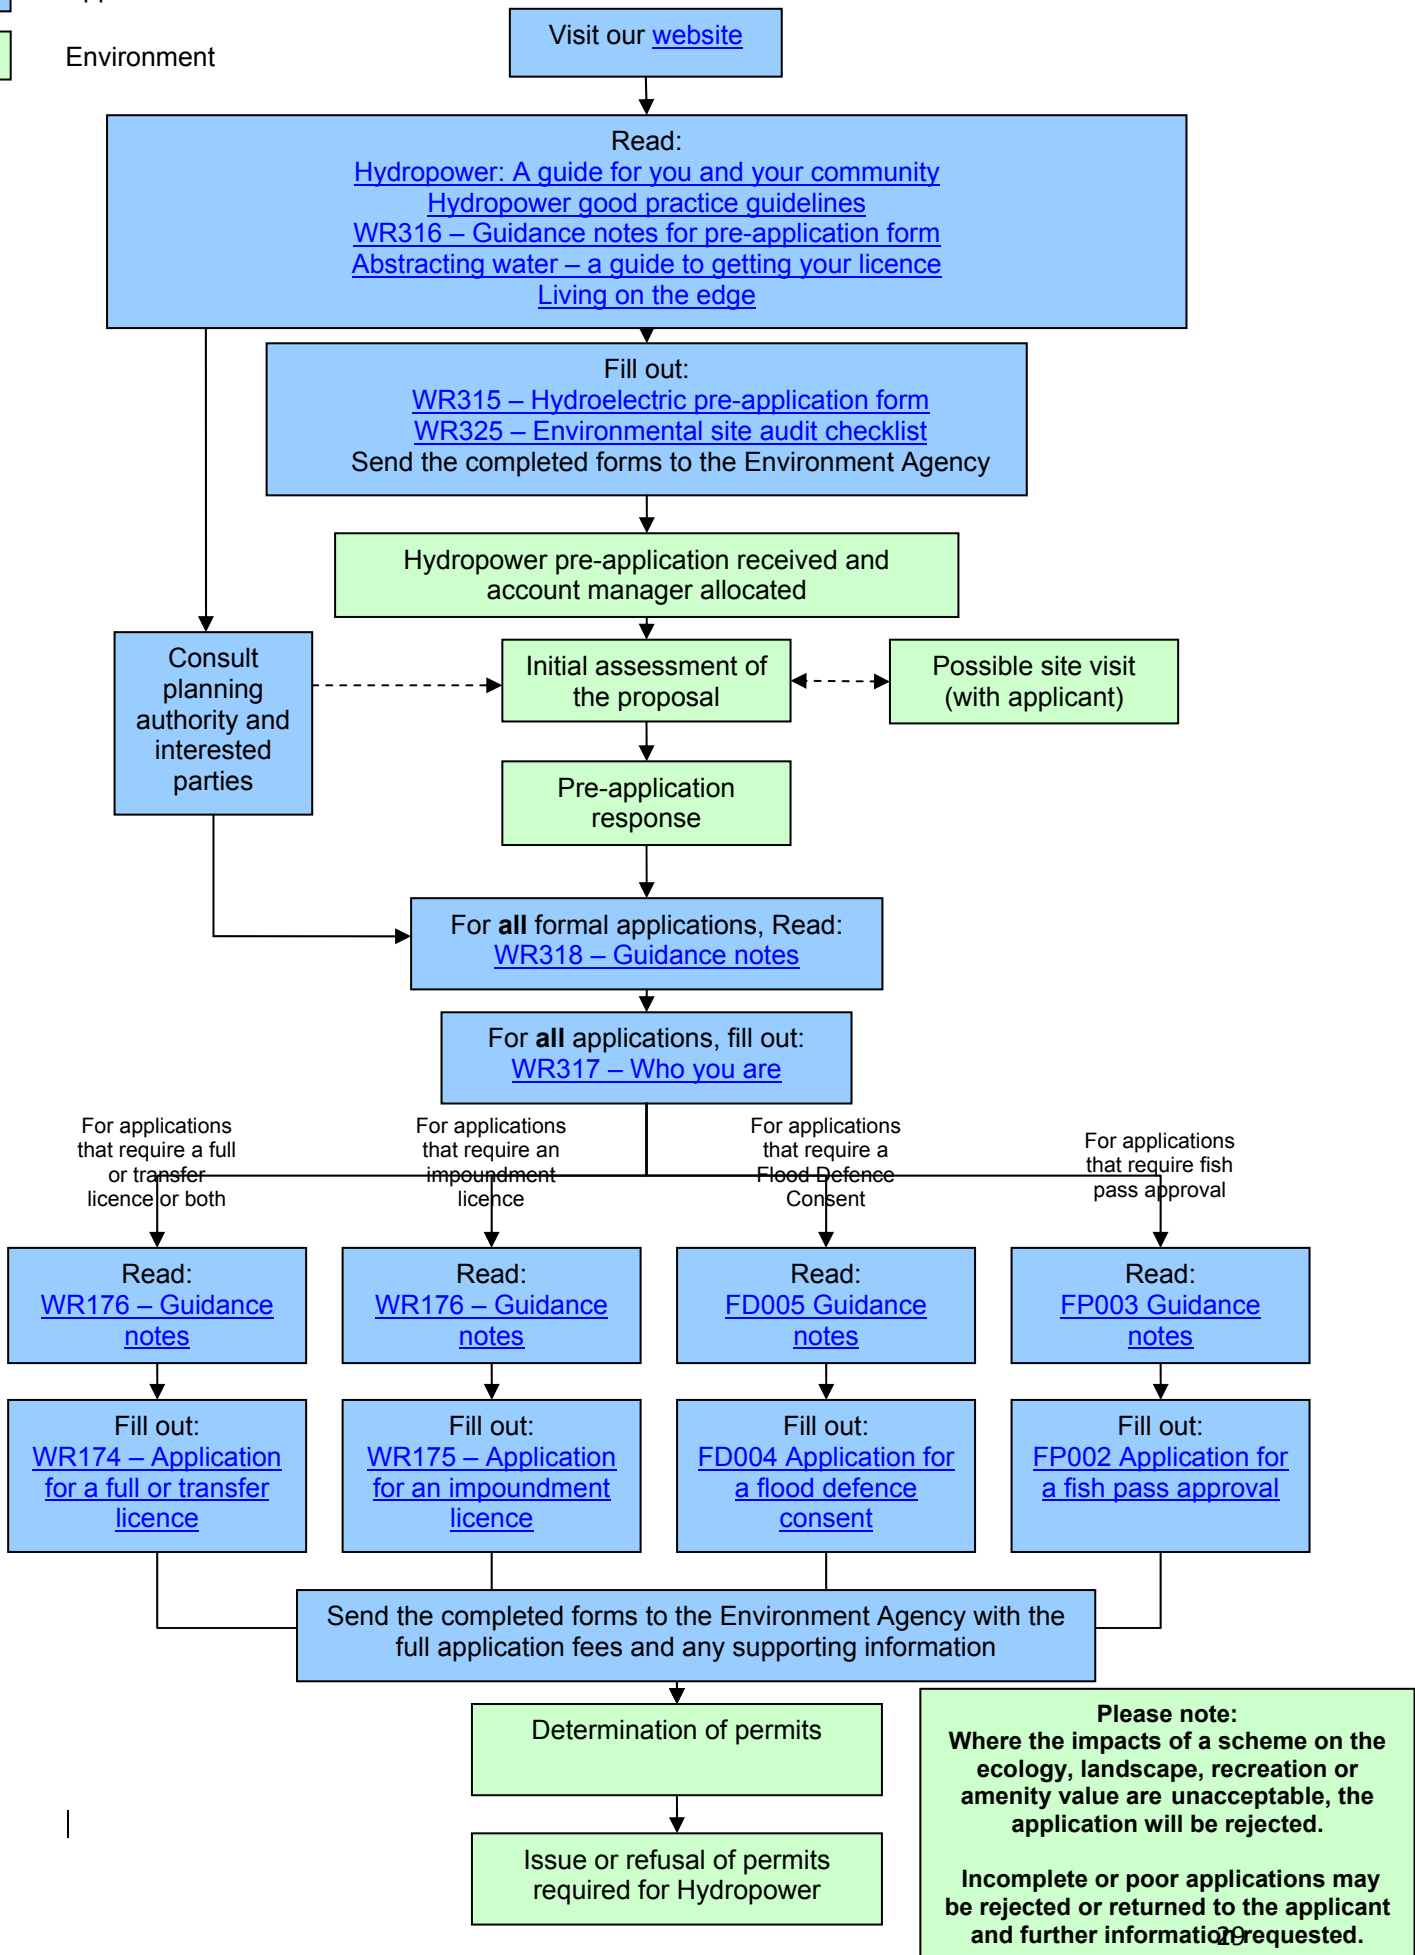 Environment
Visit our website
Read:
Hydropower: A guide for you and your community
Hydropower good practice guidelines
WR316 – Guidance notes for pre-application form
Abstracting water – a guide to getting your licence
Living on the edge
Fill out:
WR315 – Hydroelectric pre-application form
WR325 – Environmental site audit checklist
Send the completed forms to the Environment Agency
Hydropower pre-application received and
account manager allocated
Consult
planning
authority and
interested
parties
Initial assessment of
the proposal
Possible site visit
(with applicant)
Pre-application
response
For all formal applications, Read:
WR318 – Guidance notes
For all applications, fill out:
WR317 – Who you are
For applications
that require a full
or transfer
licence or both
For applications
that require an
impoundment
licence
For applications
that require a
Flood Defence
Consent
For applications
that require fish
pass approval
Read:
WR176 – Guidance
notes
Read:
WR176 – Guidance
notes
Read:
FD005 Guidance
notes
Read:
FP003 Guidance
notes
Fill out:
WR174 – Application
for a full or transfer
licence
Fill out:
WR175 – Application
for an impoundment
licence
Fill out:
FD004 Application for
a flood defence
consent
Fill out:
FP002 Application for
a fish pass approval
Send the completed forms to the Environment Agency with the
full application fees and any supporting information
Determination of permits
Issue or refusal of permits
required for Hydropower
Please note:
Where the impacts of a scheme on the
ecology, landscape, recreation or
amenity value are unacceptable, the
application will be rejected.
Incomplete or poor applications may
be rejected or returned to the applicant
and further information requested.
29